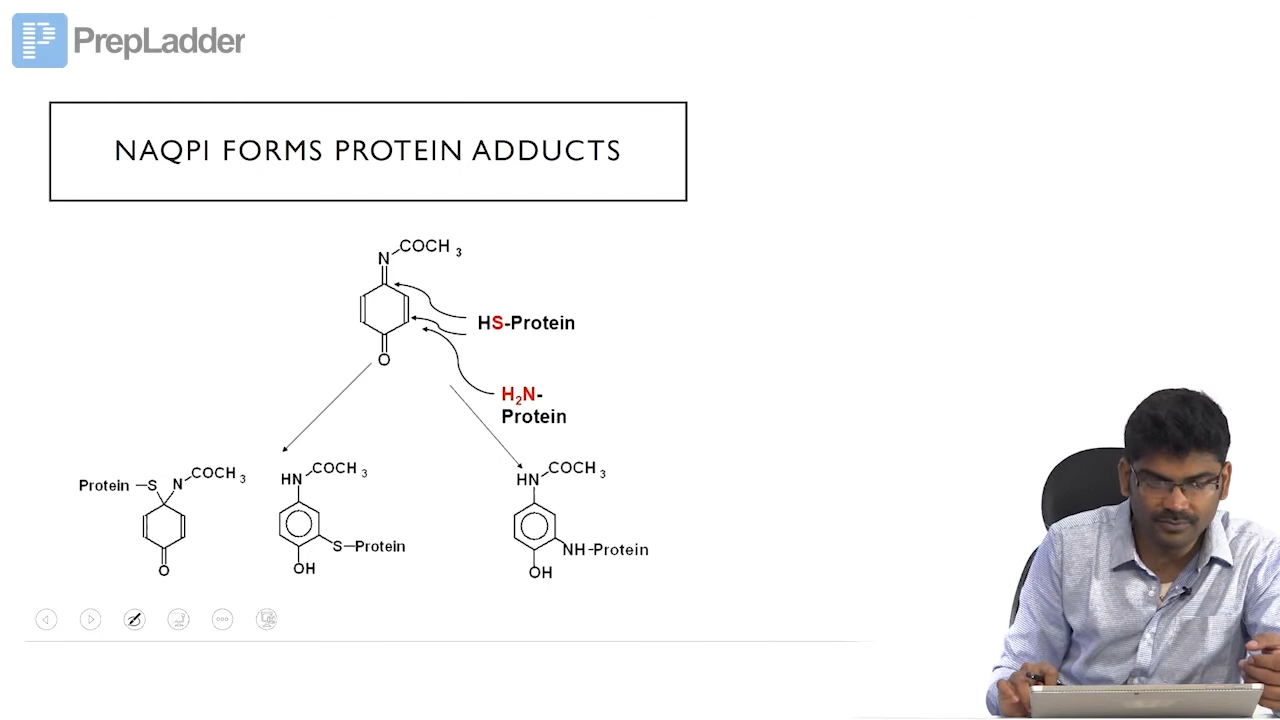 PrepLadder
NAQPI FORMS PROTEIN ADDUCTS
N
COCH 3
HS-Protein
O
H2N-
Protein
Protein
S
N
COCH 3
O
HN
COCH 3
S
Protein
OH
HN
COCH 3
NH
Protein
OH